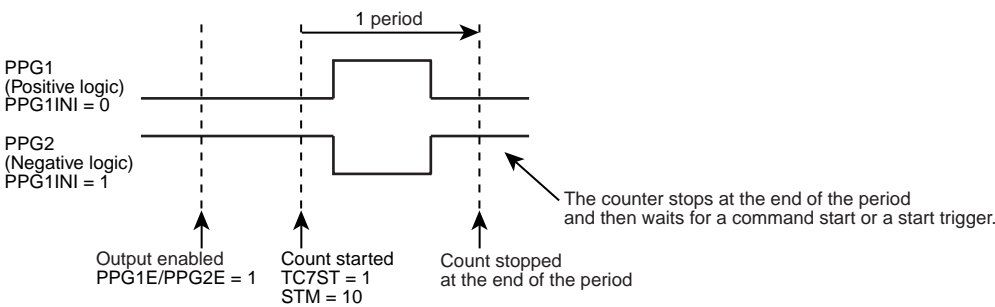 1 period
PPG1
(Positive logic)
PPG1INI = 0
PPG2
(Negative logic)
PPG1INI = 1
The counter stops at the end of the period
and then waits for a command start or a start trigger.
Output enabled
PPG1E/PPG2E = 1
Count started
TC7ST = 1
STM = 10
Count stopped
at the end of the period